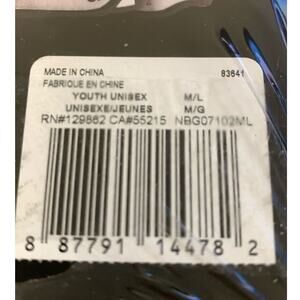 MADE IN CHINA 83641
FABRIQUE EN CHINE
YOUTH UNISEX M/L
UNISEXE/JEUNES M/G
RN#129862 CA#55215 NBG07102ML
8 87791 14478 2